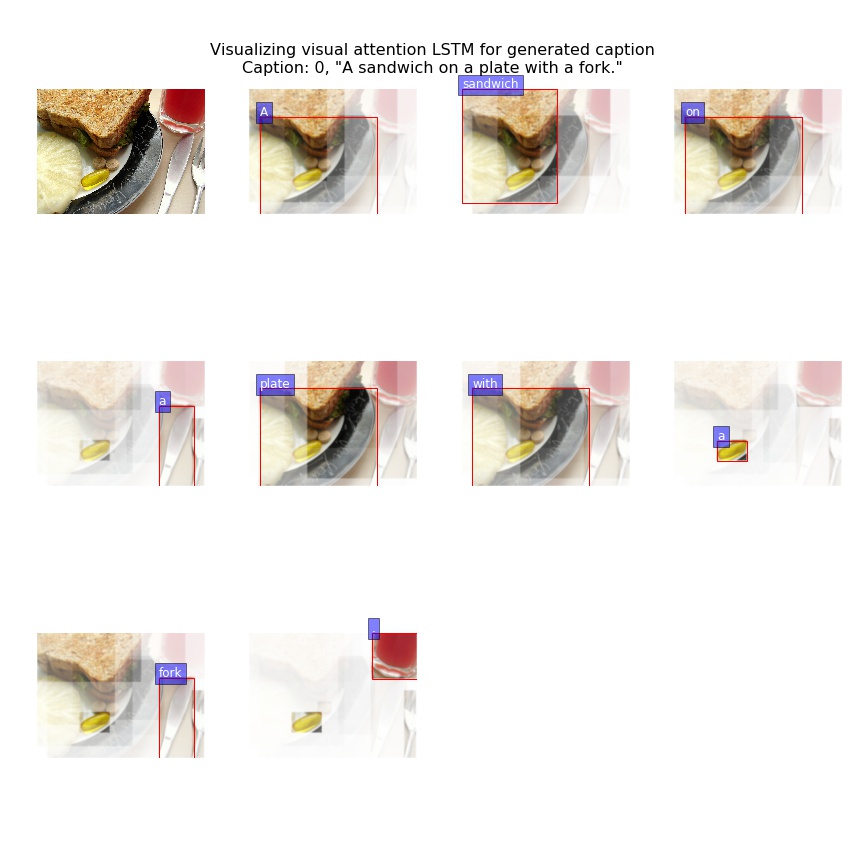 Visualizing visual attention LSTM for generated caption
Caption: 0, "A sandwich on a plate with a fork."
A
sandwich
on
a
plate
with
a
fork
.